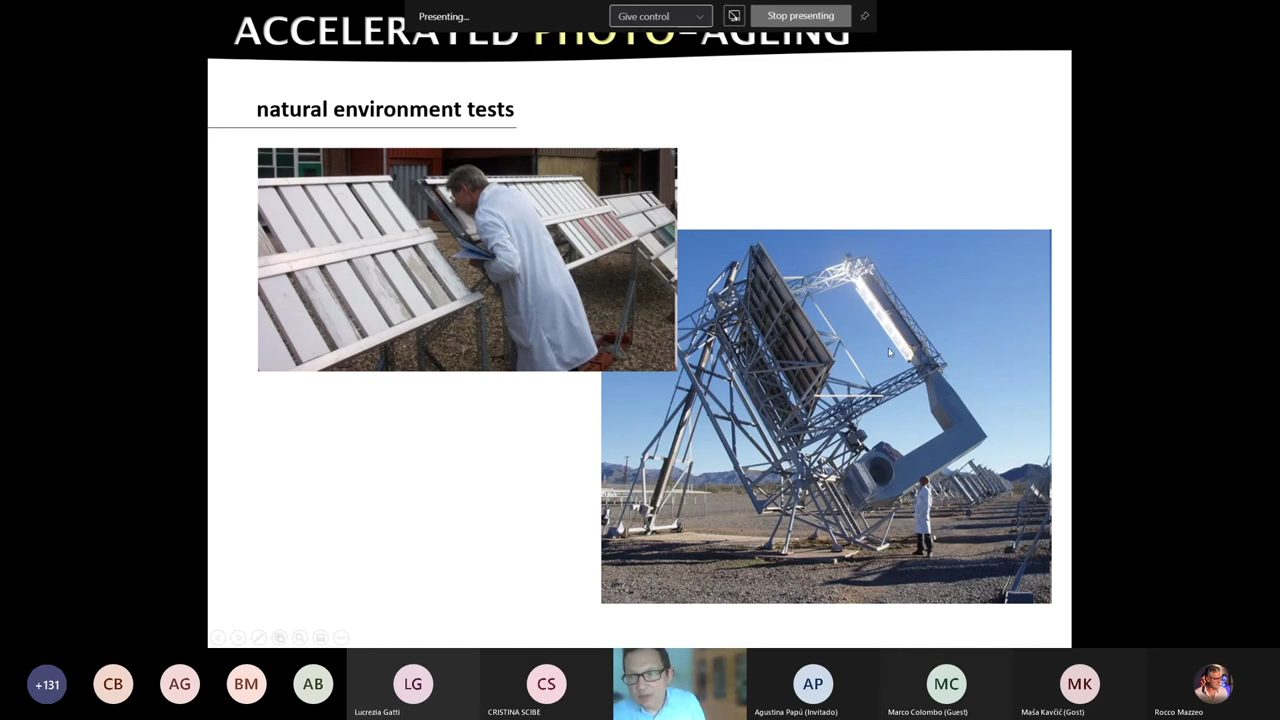 Presenting...
Give control
Stop presenting
ACCELERATED PHOTO-AGEING
natural environment tests
+131
CB
AG
BM
AB
LG
CS
AP
MC
MK
Lucrezia Gatti
CRISTINA SCIBE
Agustina Papú (Invitado)
Marco Colombo (Guest)
Maša Kavčič (Gost)
Rocco Mazzeo